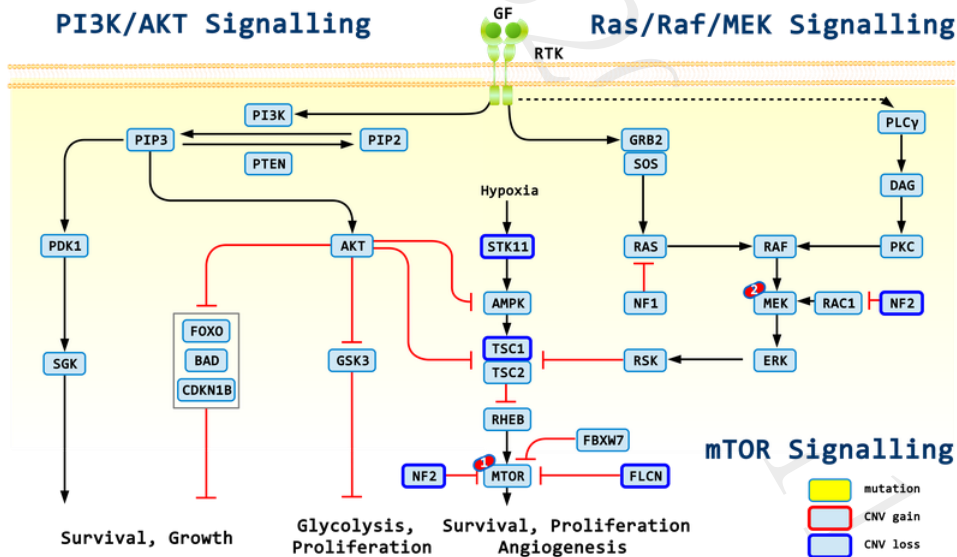 PI3K/AKT Signalling
GF
Ras/Raf/MEK Signalling
RTK
PI3K
PLCγ
PIP3
PIP2
GRB2
PTEN
SOS
DAG
Hypoxia
PDK1
AKT
STK11
RAS
RAF
PKC
AMPK
NF1
2
MEK
RAC1
NF2
FOXO
BAD
CDKN1B
SGK
GSK3
TSC1
TSC2
RSK
ERK
RHEB
FBXW7
mTOR Signalling
1
NF2
MTOR
FLCN
mutation
CNV gain
CNV loss
Survival, Growth
Glycolysis,
Proliferation
Survival, Proliferation
Angiogenesis